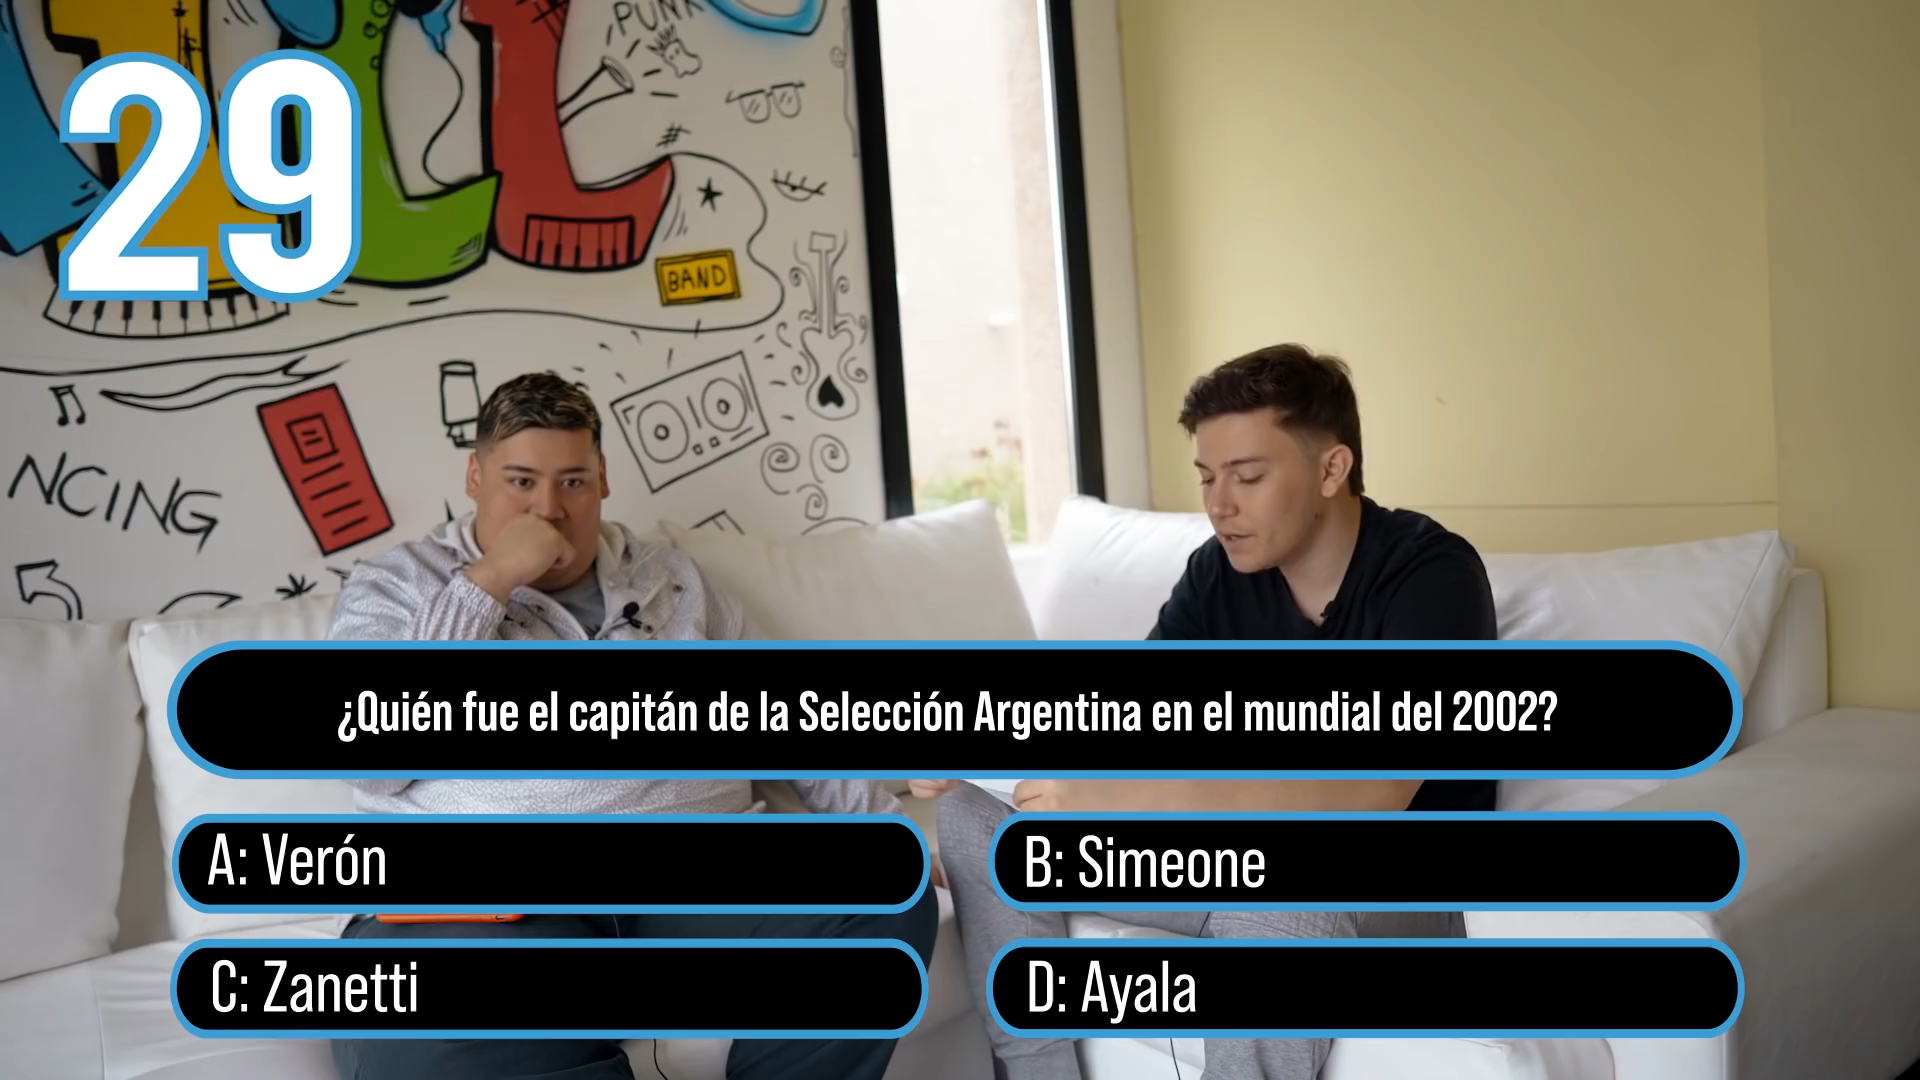 PUNK
29
BAND
NCING
¿Quién fue el capitán de la Selección Argentina en el mundial del 2002?
A: Verón
B: Simeone
C: Zanetti
D: Ayala